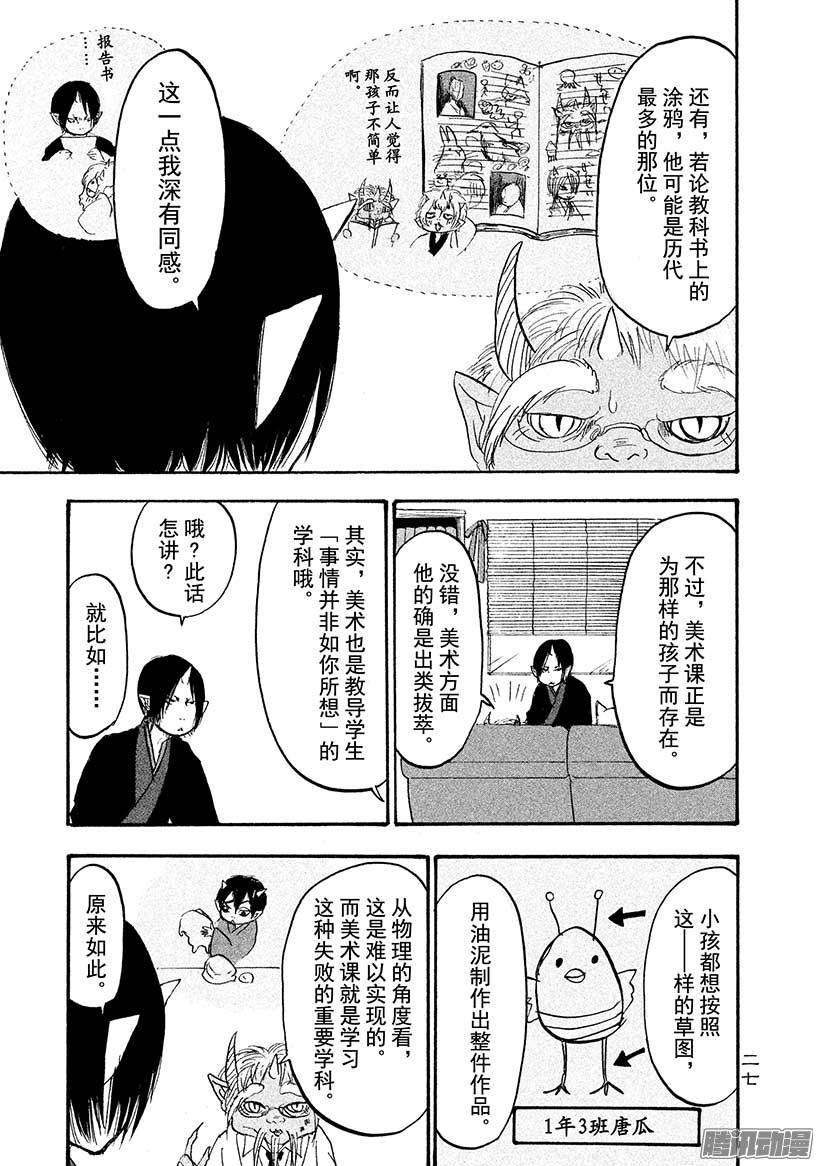 还有，若论教科书上的
涂鸦，他可能是历代
最多的那位。
反而让人觉得
那孩子不简单
啊。
这一点我深有同感。
报告书
……
不过，美术课正是
为那样的孩子而存在。
没错，美术方面
他的确是出类拔萃。
其实，美术也是教导学生
「事情并非如你所想」的
学科哦。
哦？此话
怎讲？
就比如……
小孩都想按照
这——样的草图，
用油泥制作出整件作品。
1年3班唐瓜
从物理的角度看，
这是难以实现的。
而美术课就是学习
这种失败的重要学科。
原来如此。
二七
腾讯动漫